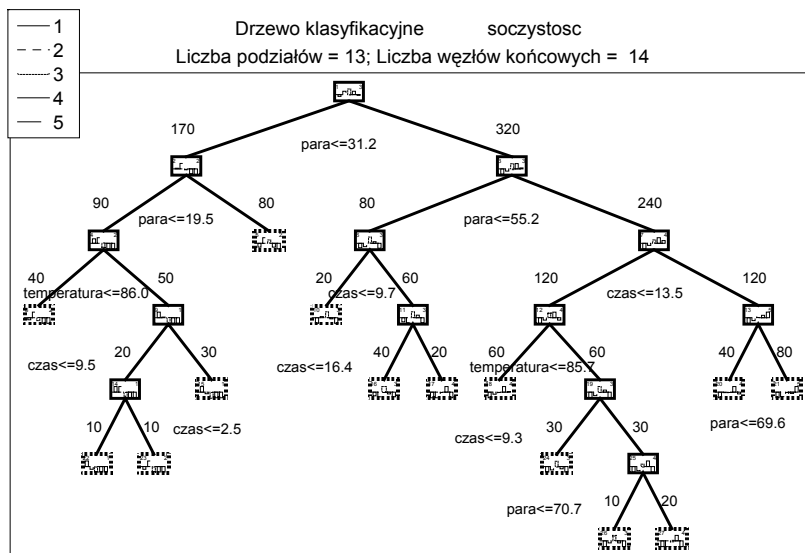 1
2
3
4
5
Drzewo klasyfikacyjne soczystosc
Liczba podziałów = 13; Liczba węzłów końcowych = 14
170 320
para<=31.2
90 80 80 240
para<=19.5 para<=55.2
40 50 20 60 120 120
temperatura<=86.0 czas<=9.7 czas<=13.5
20 30 40 20 60 60 40 80
czas<=9.5 czas<=16.4 temperatura<=85.7
10 10 30 30
czas<=2.5 czas<=9.3 para<=69.6
10 20
para<=70.7